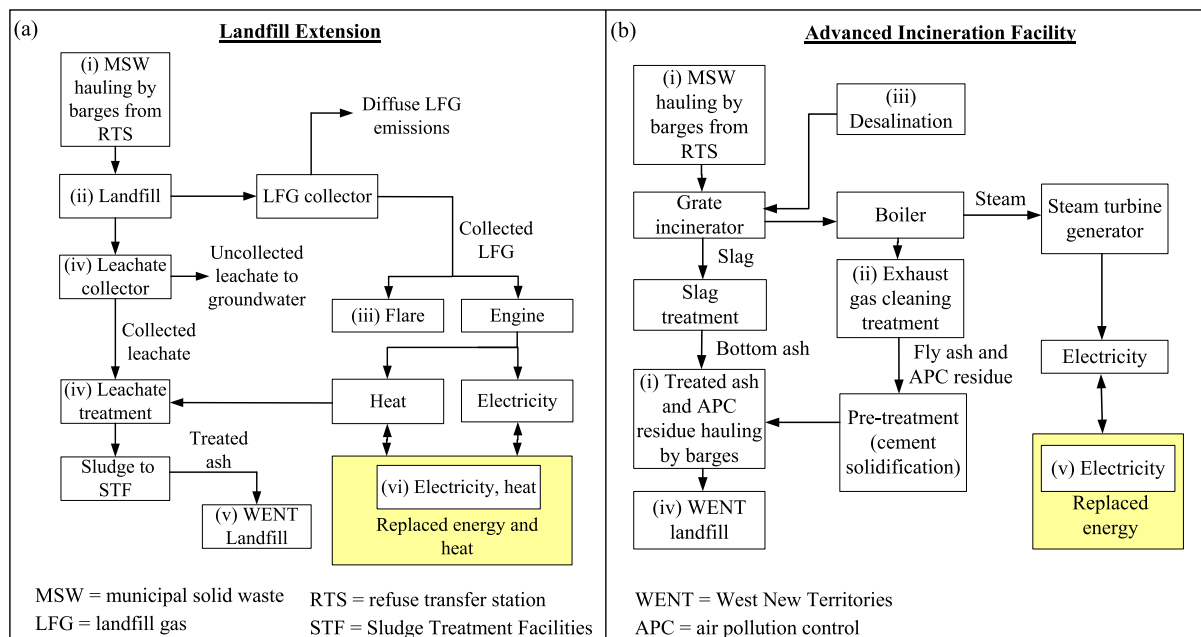 (a)
Landfill Extension
(i) MSW
hauling by
barges from
RTS
Diffuse LFG
emissions
(ii) Landfill
LFG collector
Collected
LFG
(iv) Leachate
collector
Uncollected
leachate to
groundwater
(iii) Flare
Engine
Collected
leachate
(iv) Leachate
treatment
Heat
Electricity
Sludge to
STF
Treated
ash
(v) WENT
Landfill
(vi) Electricity, heat
Replaced energy and
heat
MSW = municipal solid waste
LFG = landfill gas
RTS = refuse transfer station
STF = Sludge Treatment Facilities
(b)
Advanced Incineration Facility
(i) MSW
hauling by
barges from
RTS
(iii)
Desalination
Grate
incinerator
Boiler
Steam
Steam turbine
generator
Slag
Slag
treatment
(ii) Exhaust
gas cleaning
treatment
Bottom ash
Fly ash and
APC residue
Electricity
(i) Treated ash
and APC
residue hauling
by barges
Pre-treatment
(cement
solidification)
(v) Electricity
Replaced
energy
(iv) WENT
landfill
WENT = West New Territories
APC = air pollution control